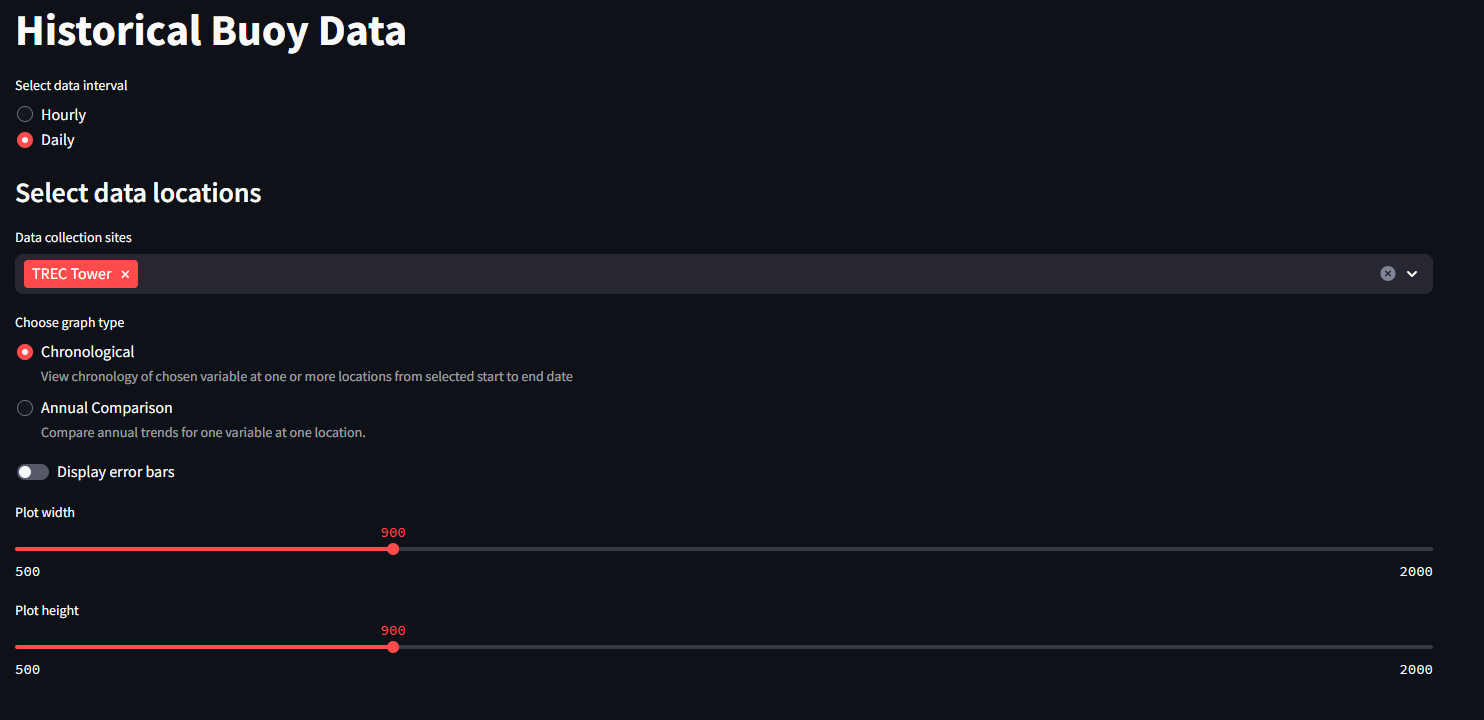 Historical Buoy Data
Select data interval
Hourly
Daily
Select data locations
Data collection sites
TREC Tower
Choose graph type
Chronological
View chronology of chosen variable at one or more locations from selected start to end date
Annual Comparison
Compare annual trends for one variable at one location.
Display error bars
Plot width
900
500 2000
Plot height
900
500 2000